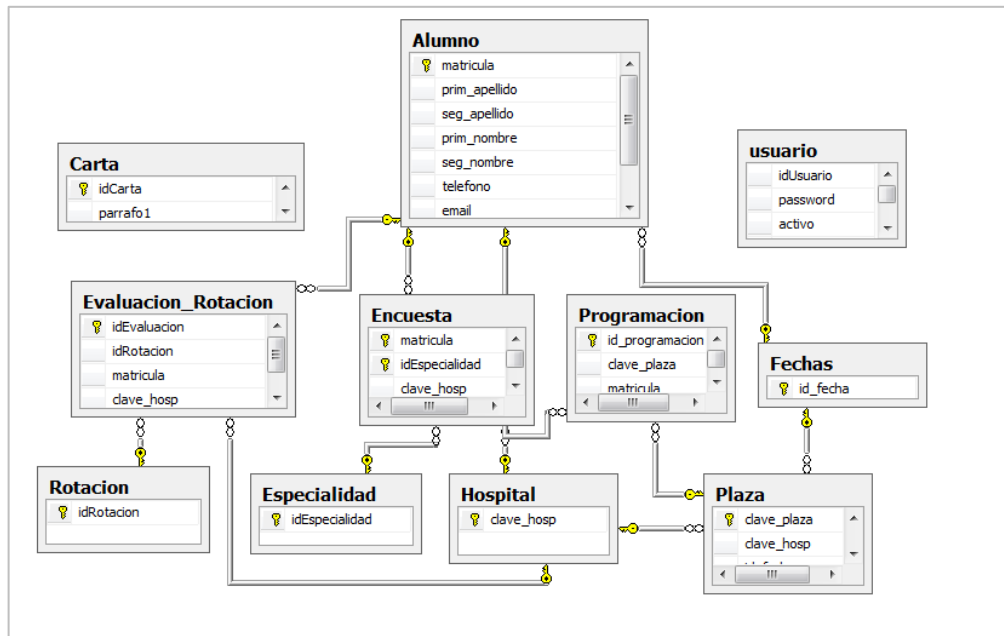 Alumno
matricula
prim_apellido
seg_apellido
prim_nombre
seg_nombre
telefono
email
Carta
idCarta
parrafo1
usuario
idUsuario
password
activo
Evaluacion_Rotacion
idEvaluacion
idRotacion
matricula
clave_hosp
Encuesta
matricula
idEspecialidad
clave_hosp
Programacion
id_programacion
clave_plaza
matricula
Fechas
id_fecha
Rotacion
idRotacion
Especialidad
idEspecialidad
Hospital
clave_hosp
Plaza
clave_plaza
clave_hosp